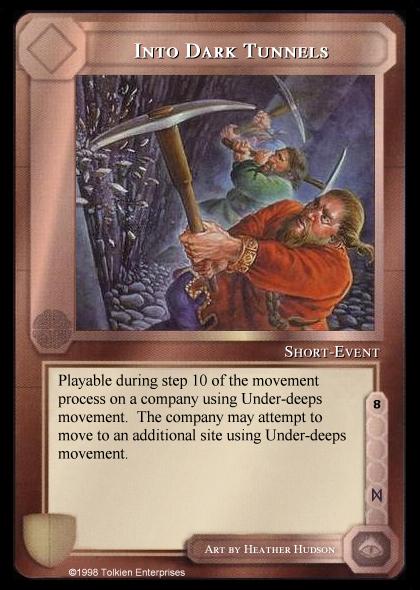 Into Dark Tunnels
Short-Event
Playable during step 10 of the movement
process on a company using Under-deeps
movement. The company may attempt to
move to an additional site using Under-deeps
movement.
8
ᛞ
Art by Heather Hudson
©1998 Tolkien Enterprises